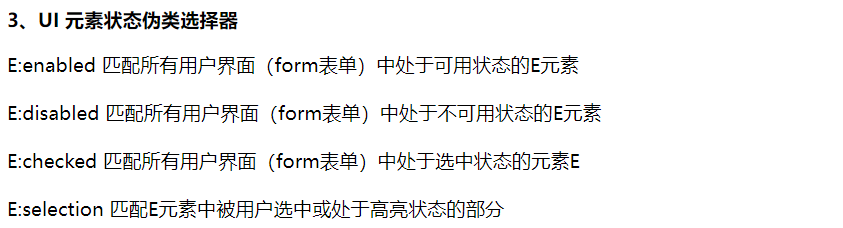 3、UI 元素状态伪类选择器
E:enabled 匹配所有用户界面（form表单）中处于可用状态的E元素
E:disabled 匹配所有用户界面（form表单）中处于不可用状态的E元素
E:checked 匹配所有用户界面（form表单）中处于选中状态的元素E
E:selection 匹配E元素中被用户选中或处于高亮状态的部分